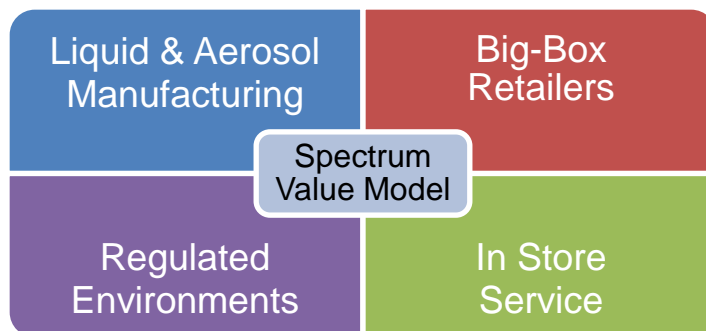 Liquid & Aerosol
Manufacturing
Big-Box
Retailers
Spectrum
Value Model
Regulated
Environments
In Store
Service